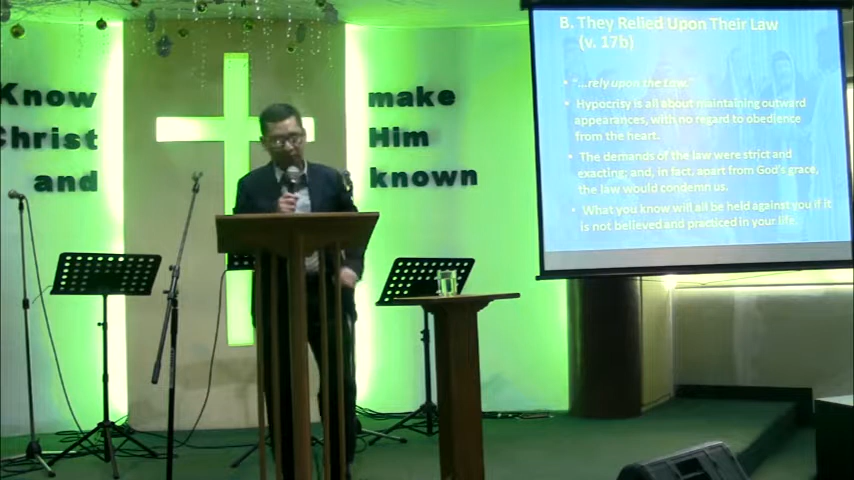 Know
Christ
and
make
Him
known
B. They Relied Upon Their Law
(v. 17b)
"...rely upon the Law"
Hypocrisy is all about maintaining outward
appearances, with no regard to obedience
from the heart.
The demands of the law were strict and
exacting; and, in fact, apart from God's grace,
the law would condemn us.
What you know will all be held against you if it
is not believed and practiced in your life.